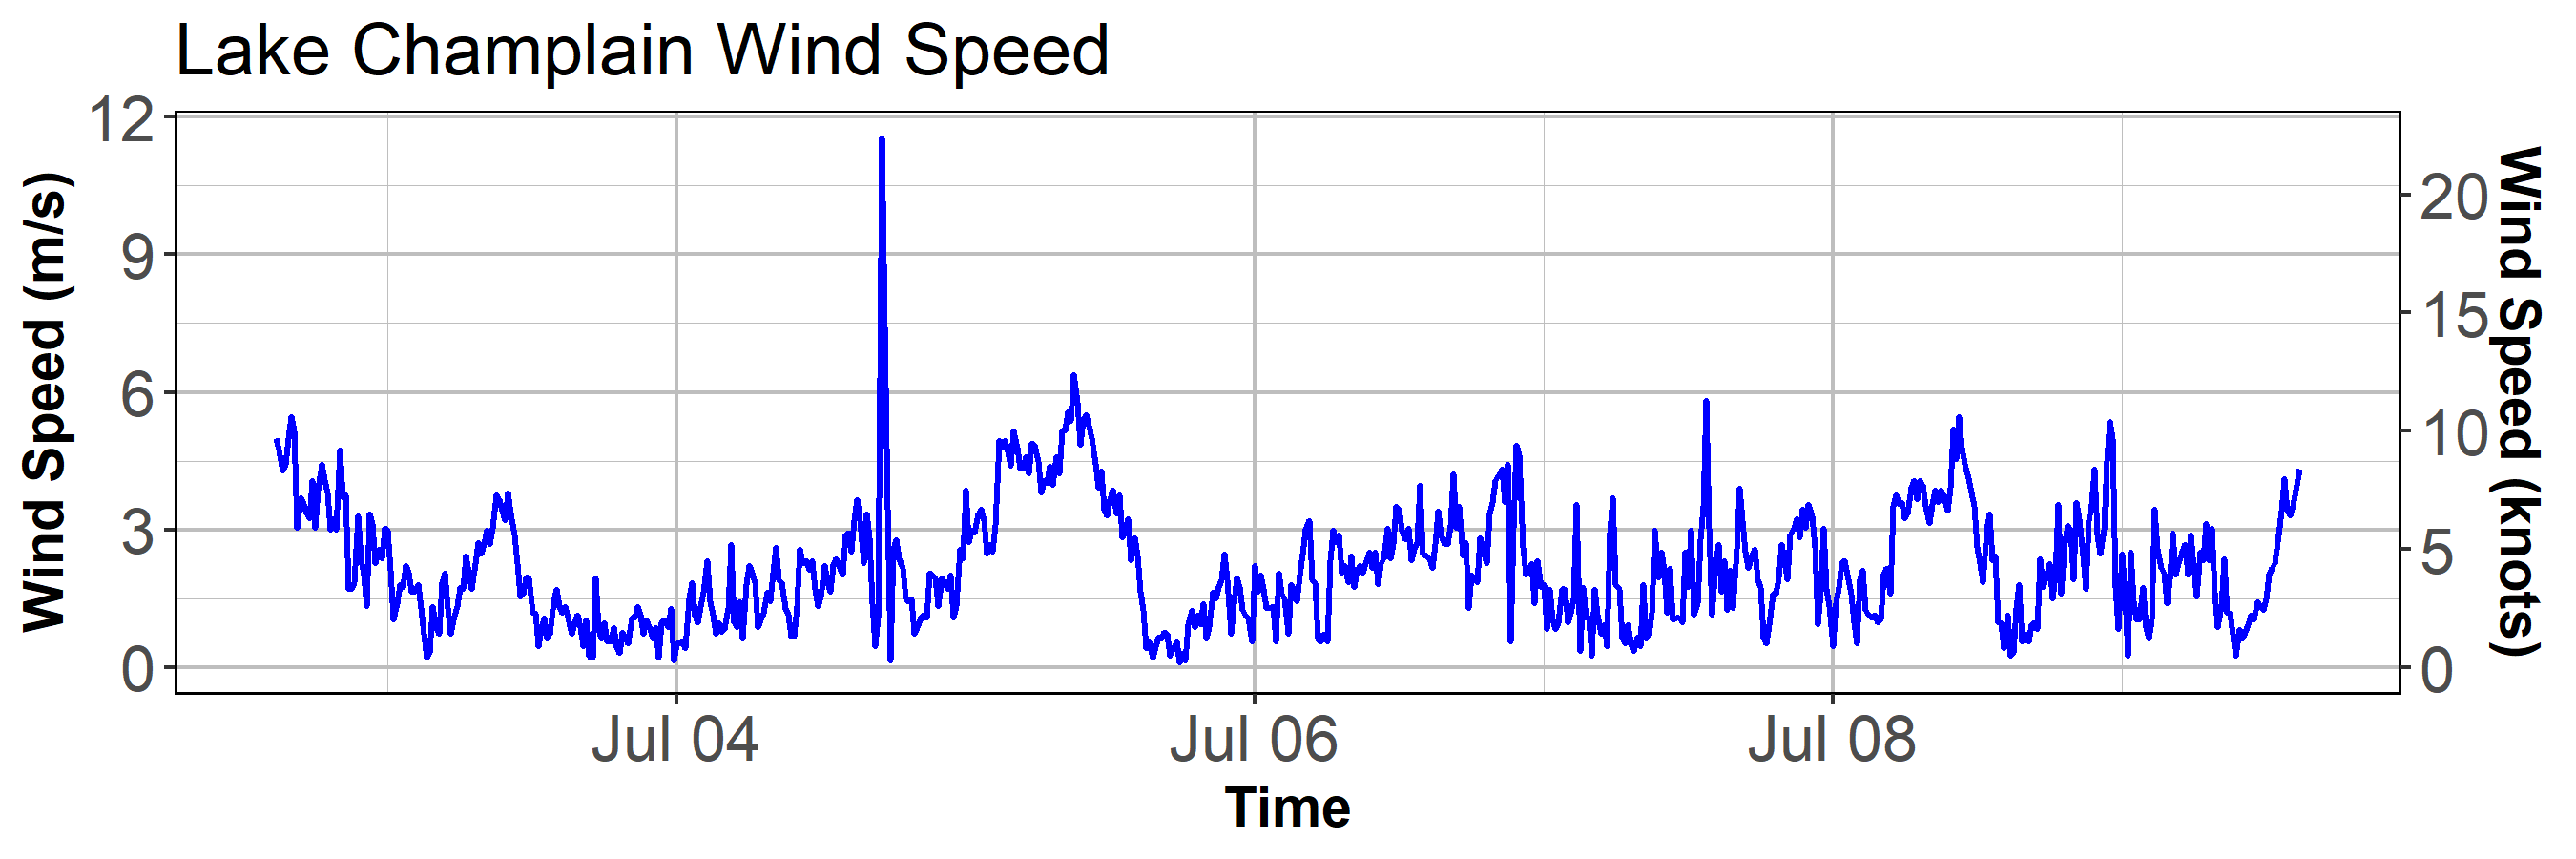 Lake Champlain Wind Speed
Wind Speed (m/s)
12
9
6
3
0
20
15
10
5
0
Wind Speed (knots)
Jul 04
Jul 06
Jul 08
Time